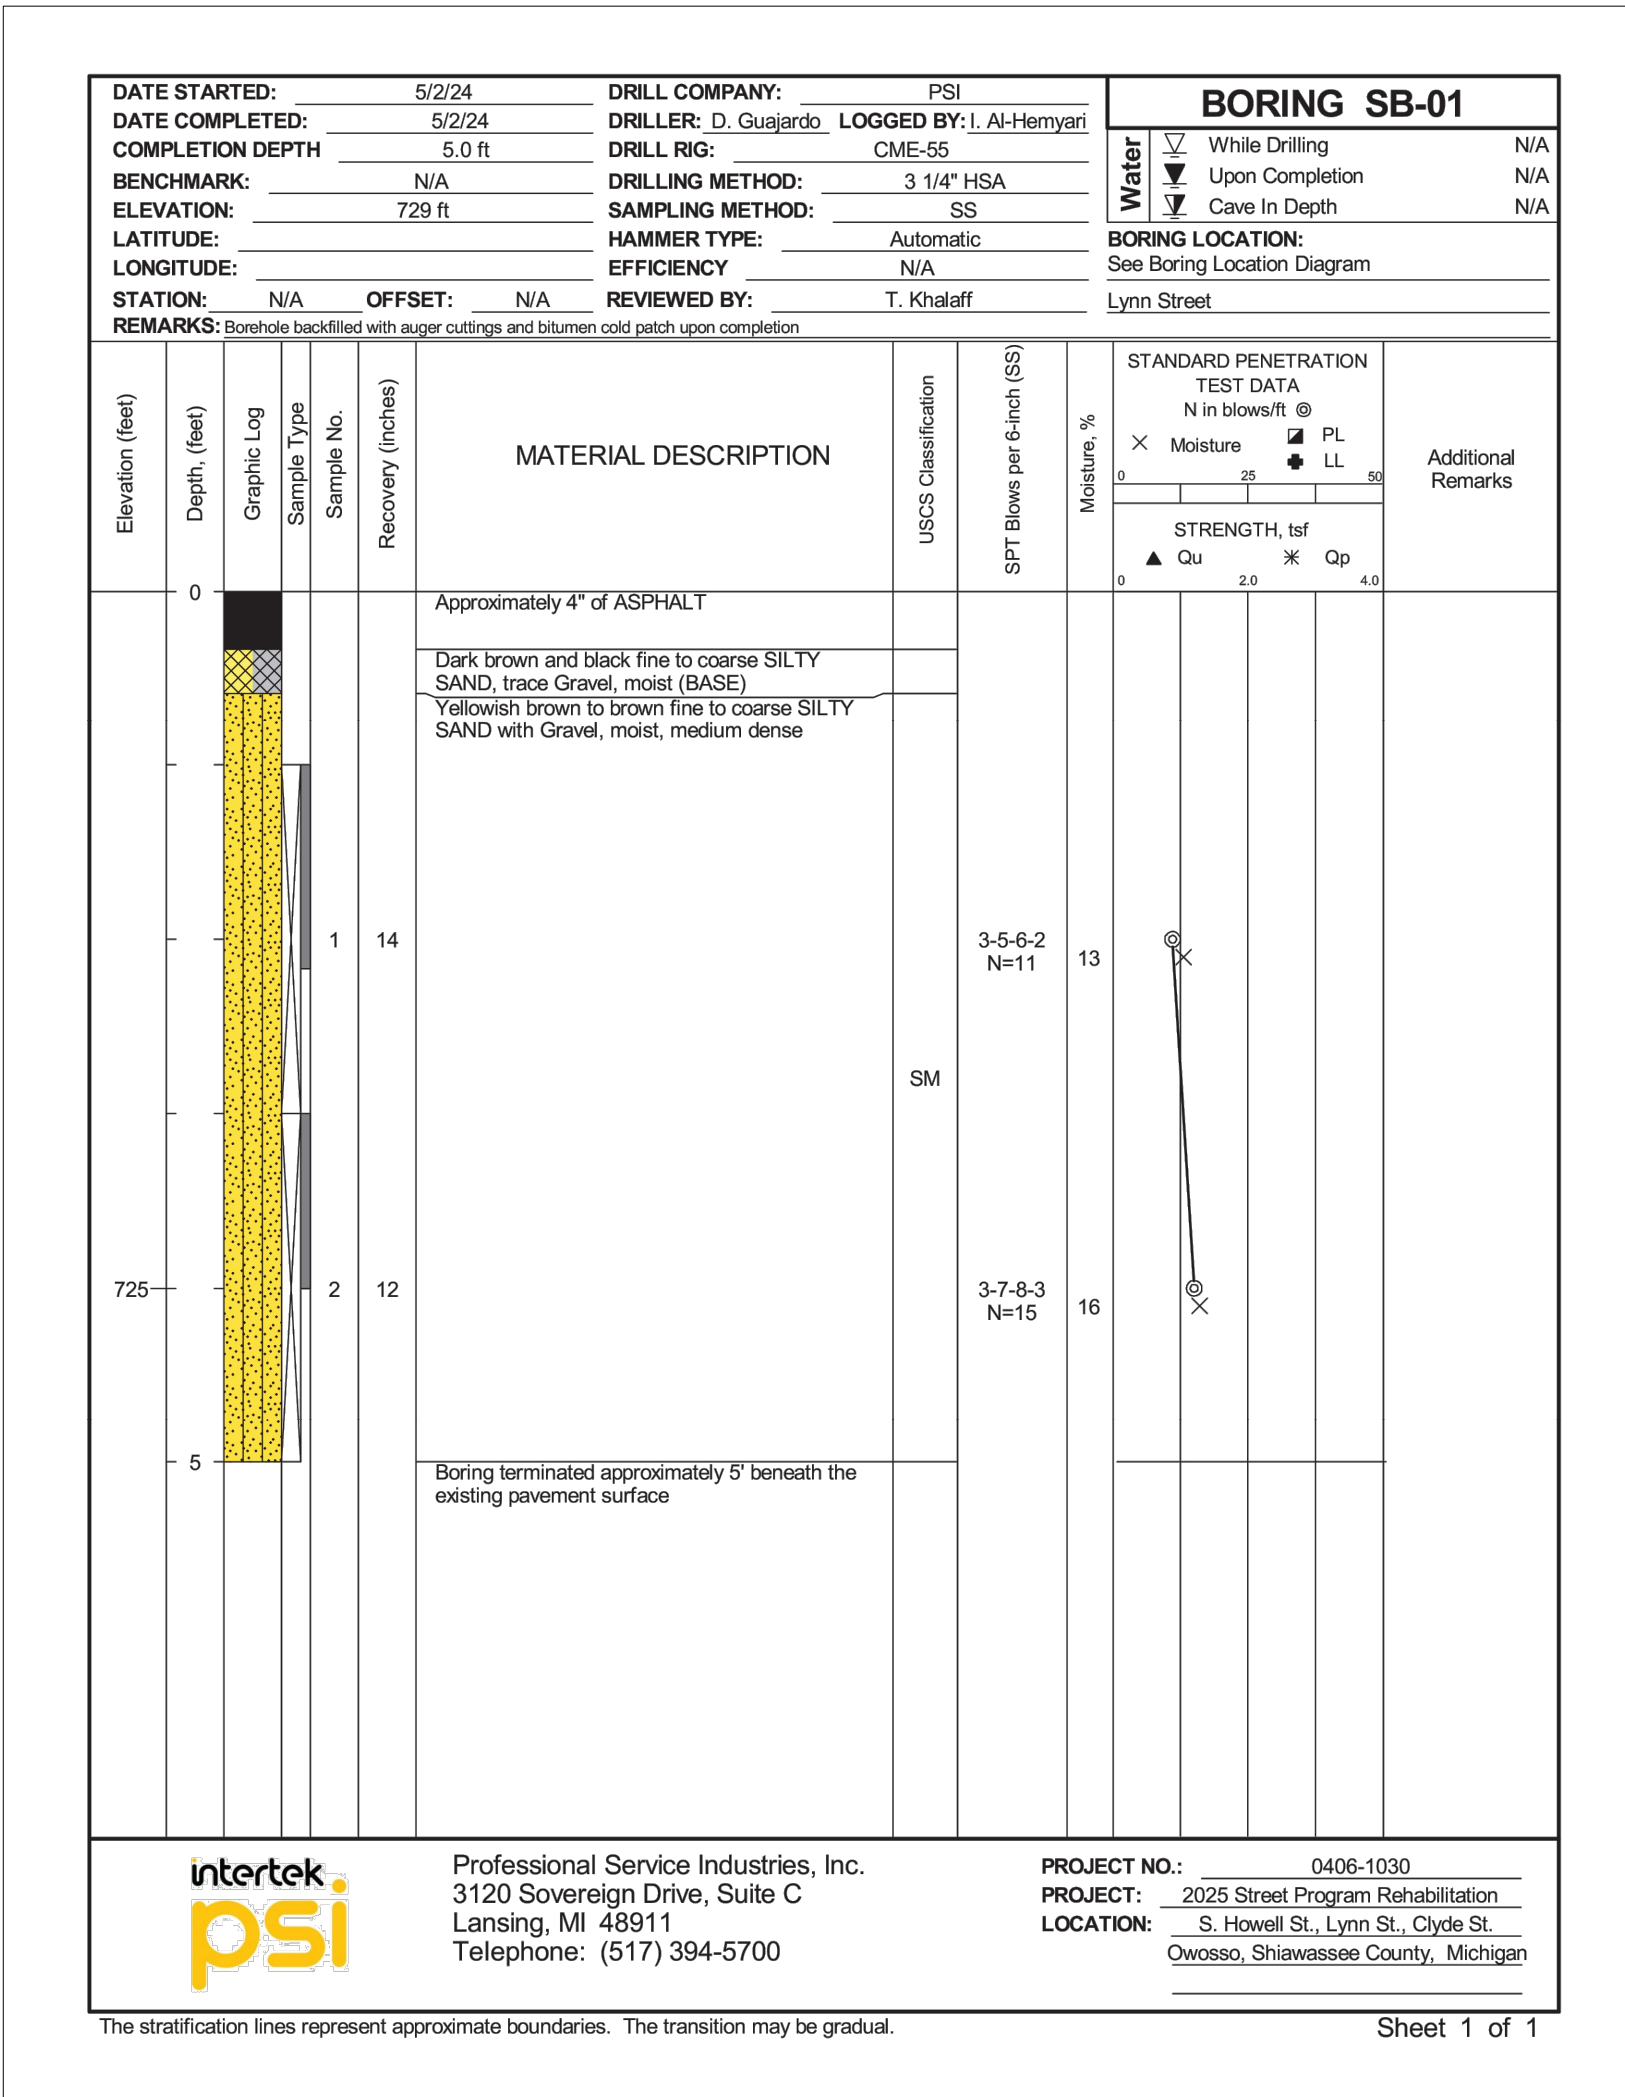 DATE STARTED: 5/2/24
DATE COMPLETED: 5/2/24
COMPLETION DEPTH 5.0 ft
BENCHMARK: N/A
ELEVATION: 729 ft
LATITUDE:
LONGITUDE:
STATION: N/A OFFSET: N/A
DRILL COMPANY: PSI
DRILLER: D. Guajardo LOGGED BY: I. Al-Hemyari
DRILL RIG: CME-55
DRILLING METHOD: 3 1/4" HSA
SAMPLING METHOD: SS
HAMMER TYPE: Automatic
EFFICIENCY N/A
REVIEWED BY: T. Khalaff
REMARKS: Borehole backfilled with auger cuttings and bitumen cold patch upon completion
BORING SB-01
Water
While Drilling N/A
Upon Completion N/A
Cave In Depth N/A
BORING LOCATION:
See Boring Location Diagram
Lynn Street
Elevation (feet)
Depth, (feet)
Graphic Log
Sample Type
Sample No.
Recovery (inches)
MATERIAL DESCRIPTION
USCS Classification
SPT Blows per 6-inch (SS)
Moisture, %
STANDARD PENETRATION
TEST DATA
N in blows/ft
Moisture
PL
LL
0 25 50
STRENGTH, tsf
Qu Qp
0 2.0 4.0
Additional
Remarks
0
Approximately 4" of ASPHALT
Dark brown and black fine to coarse SILTY
SAND, trace Gravel, moist (BASE)
Yellowish brown to brown fine to coarse SILTY
SAND with Gravel, moist, medium dense
1 14
3-5-6-2
N=11
13
SM
725
2 12
3-7-8-3
N=15
16
5
Boring terminated approximately 5' beneath the
existing pavement surface
intertek
psi
Professional Service Industries, Inc.
3120 Sovereign Drive, Suite C
Lansing, MI 48911
Telephone: (517) 394-5700
PROJECT NO.: 0406-1030
PROJECT: 2025 Street Program Rehabilitation
LOCATION: S. Howell St., Lynn St., Clyde St.
Owosso, Shiawassee County, Michigan
The stratification lines represent approximate boundaries. The transition may be gradual.
Sheet 1 of 1